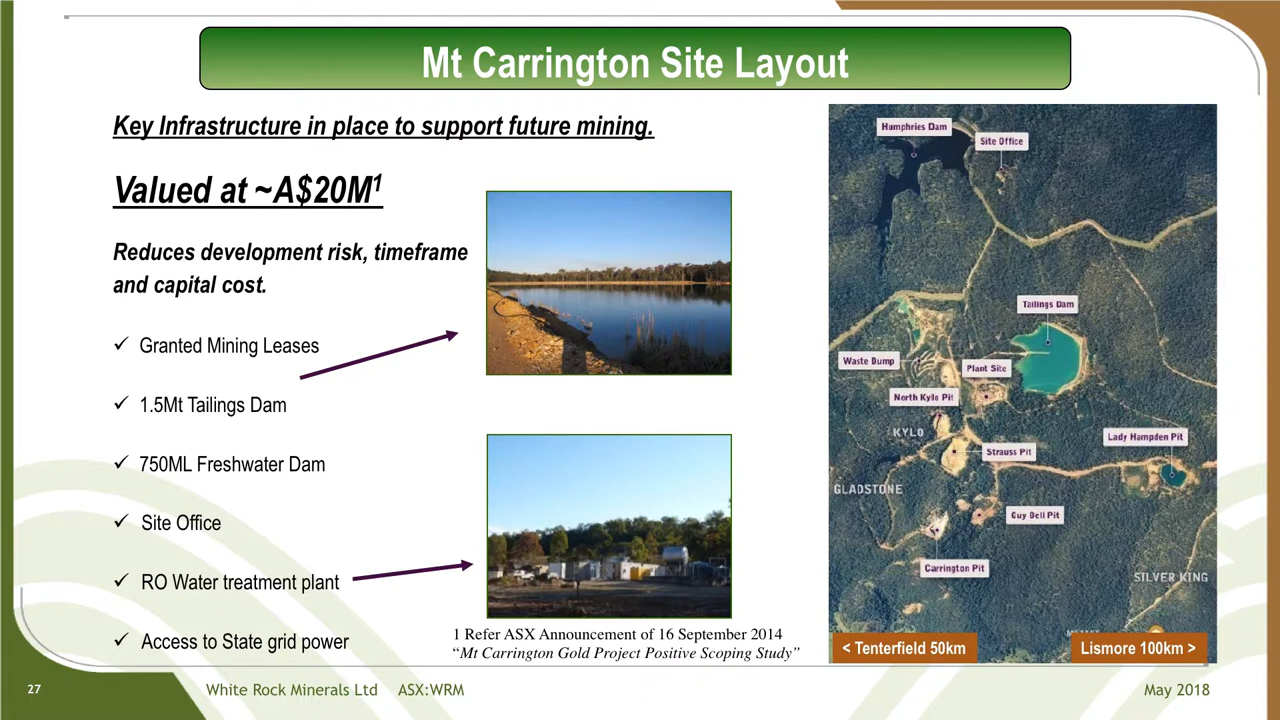 Mt Carrington Site Layout
Key Infrastructure in place to support future mining.
Valued at ~A$20M1
Reduces development risk, timeframe
and capital cost.
✓ Granted Mining Leases
✓ 1.5Mt Tailings Dam
✓ 750ML Freshwater Dam
✓ Site Office
✓ RO Water treatment plant
✓ Access to State grid power
1 Refer ASX Announcement of 16 September 2014
“Mt Carrington Gold Project Positive Scoping Study”
Humphries Dam
Site Office
Tailings Dam
Waste Dump
Plant Site
North Kylo Pit
KYLO
Lady Hampden Pit
Strauss Pit
GLADSTONE
Guy Bell Pit
Carrington Pit
SILVER KING
< Tenterfield 50km
Lismore 100km >
27
White Rock Minerals Ltd ASX:WRM
May 2018